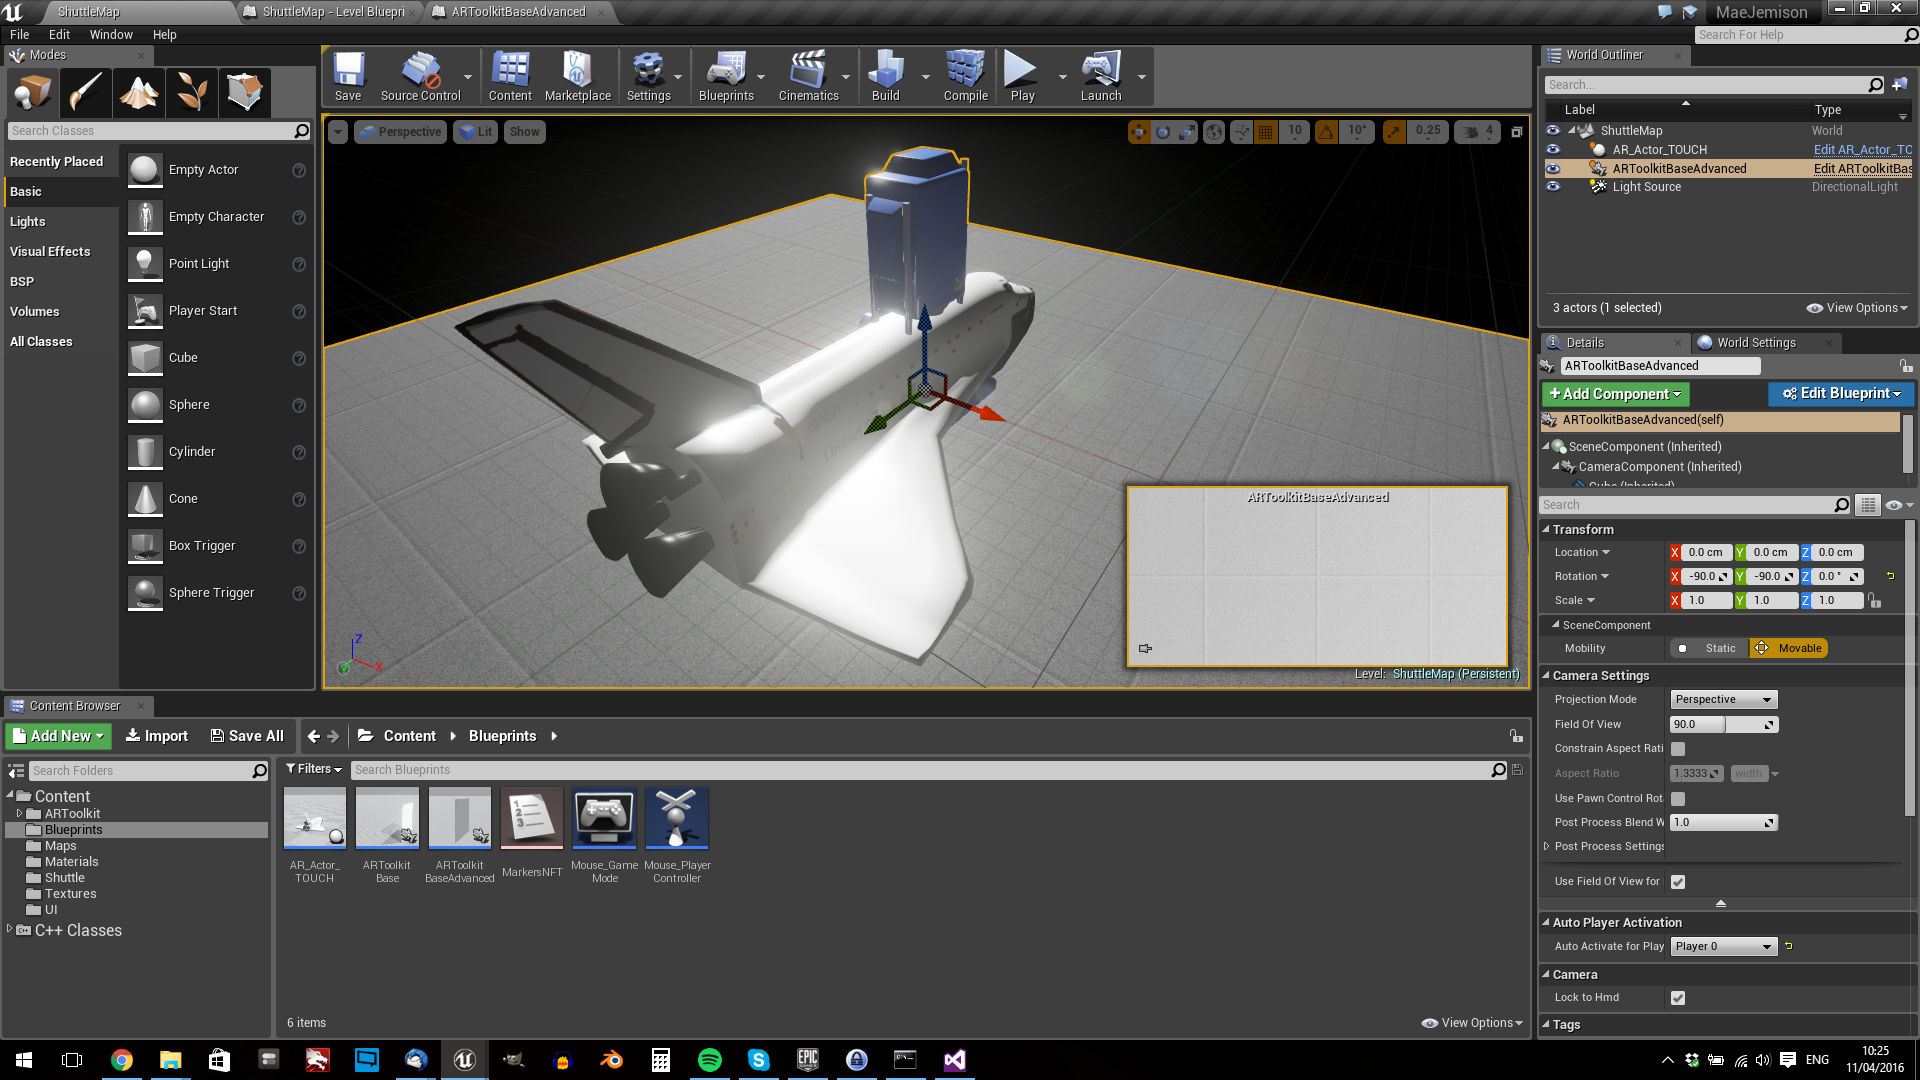 ShuttleMap
ShuttleMap - Level Bluepri
ARToolkitBaseAdvanced
MaeJemison
File Edit Window Help
Search For Help
Modes
Search Classes
Recently Placed
Basic
Lights
Visual Effects
BSP
Volumes
All Classes
Empty Actor
Empty Character
Point Light
Player Start
Cube
Sphere
Cylinder
Cone
Box Trigger
Sphere Trigger
Save
Source Control
Content
Marketplace
Settings
Blueprints
Cinematics
Build
Compile
Play
Launch
Perspective
Lit
Show
10
10°
0.25
4
ARToolkitBaseAdvanced
Z
X
Level: ShuttleMap (Persistent)
World Outliner
Search...
Label Type
ShuttleMap World
AR_Actor_TOUCH Edit AR_Actor_TO
ARToolkitBaseAdvanced Edit ARToolkitBas
Light Source DirectionalLight
3 actors (1 selected)
View Options
Details
World Settings
ARToolkitBaseAdvanced
+Add Component
Edit Blueprint
ARToolkitBaseAdvanced(self)
SceneComponent (Inherited)
CameraComponent (Inherited)
Cube (Inherited)
Search
Transform
Location X 0.0 cm Y 0.0 cm Z 0.0 cm
Rotation X -90.0 Y -90.0 Z 0.0 °
Scale X 1.0 Y 1.0 Z 1.0
SceneComponent
Mobility Static Movable
Camera Settings
Projection Mode Perspective
Field Of View 90.0
Constrain Aspect Rati
Aspect Ratio 1.3333 width
Use Pawn Control Rot
Post Process Blend W 1.0
Post Process Settings
Use Field Of View for
Auto Player Activation
Auto Activate for Play Player 0
Camera
Lock to Hmd
Tags
Content Browser
Add New
Import
Save All
Content
Blueprints
Search Folders
Filters
Search Blueprints
Content
ARToolkit
Blueprints
Maps
Materials
Shuttle
Textures
UI
C++ Classes
AR_Actor_
TOUCH
ARToolkit
Base
ARToolkit
BaseAdvanced
1
2
3
MarkersNFT
Mouse_Game
Mode
Mouse_Player
Controller
6 items
View Options
EPIC
GAMES
ENG
10:25
11/04/2016